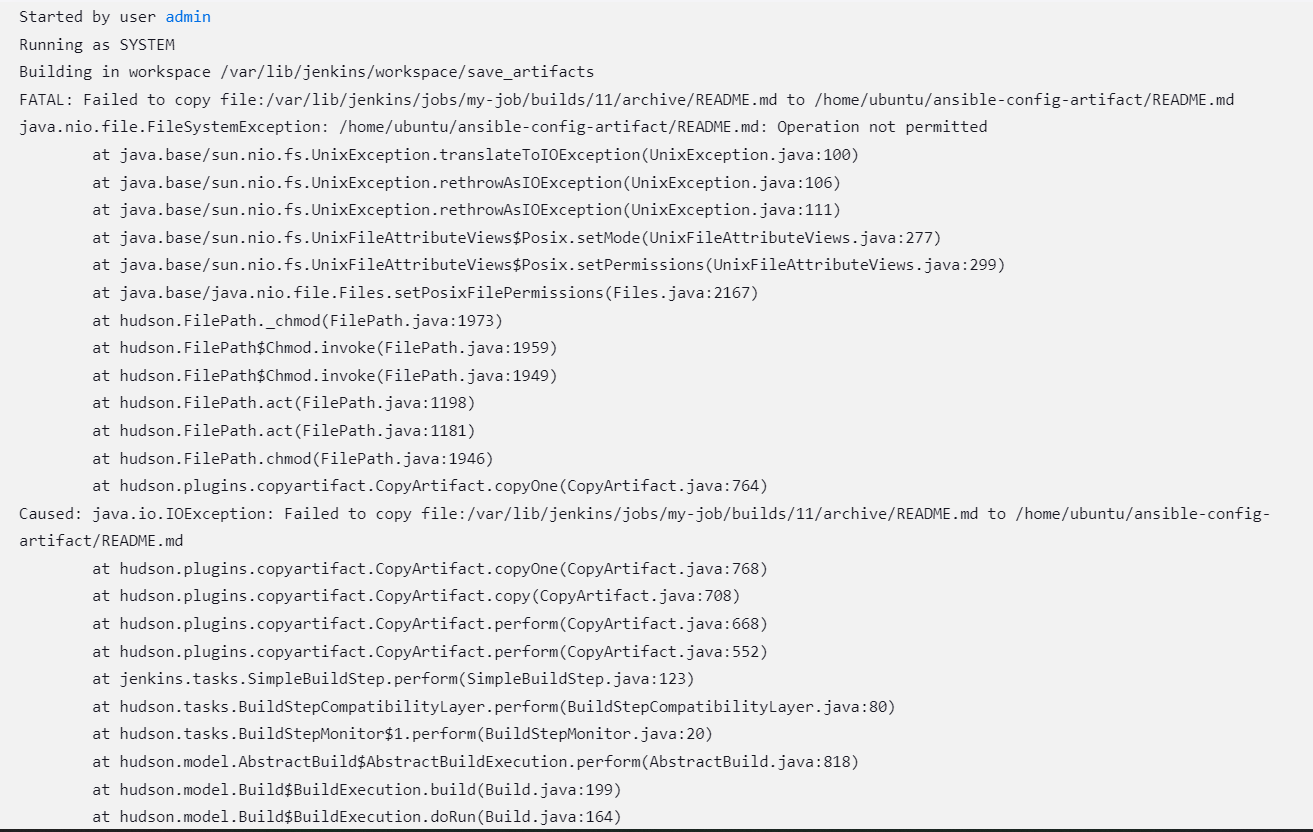 Started by user admin
Running as SYSTEM
Building in workspace /var/lib/jenkins/workspace/save_artifacts
FATAL: Failed to copy file:/var/lib/jenkins/jobs/my-job/builds/11/archive/README.md to /home/ubuntu/ansible-config-artifact/README.md
java.nio.file.FileSystemException: /home/ubuntu/ansible-config-artifact/README.md: Operation not permitted
at java.base/sun.nio.fs.UnixException.translateToIOException(UnixException.java:100)
at java.base/sun.nio.fs.UnixException.rethrowAsIOException(UnixException.java:106)
at java.base/sun.nio.fs.UnixException.rethrowAsIOException(UnixException.java:111)
at java.base/sun.nio.fs.UnixFileAttributeViews$Posix.setMode(UnixFileAttributeViews.java:277)
at java.base/sun.nio.fs.UnixFileAttributeViews$Posix.setPermissions(UnixFileAttributeViews.java:299)
at java.base/java.nio.file.Files.setPosixFilePermissions(Files.java:2167)
at hudson.FilePath._chmod(FilePath.java:1973)
at hudson.FilePath$Chmod.invoke(FilePath.java:1959)
at hudson.FilePath$Chmod.invoke(FilePath.java:1949)
at hudson.FilePath.act(FilePath.java:1198)
at hudson.FilePath.act(FilePath.java:1181)
at hudson.FilePath.chmod(FilePath.java:1946)
at hudson.plugins.copyartifact.CopyArtifact.copyOne(CopyArtifact.java:764)
Caused: java.io.IOException: Failed to copy file:/var/lib/jenkins/jobs/my-job/builds/11/archive/README.md to /home/ubuntu/ansible-config-
artifact/README.md
at hudson.plugins.copyartifact.CopyArtifact.copyOne(CopyArtifact.java:768)
at hudson.plugins.copyartifact.CopyArtifact.copy(CopyArtifact.java:708)
at hudson.plugins.copyartifact.CopyArtifact.perform(CopyArtifact.java:668)
at hudson.plugins.copyartifact.CopyArtifact.perform(CopyArtifact.java:552)
at jenkins.tasks.SimpleBuildStep.perform(SimpleBuildStep.java:123)
at hudson.tasks.BuildStepCompatibilityLayer.perform(BuildStepCompatibilityLayer.java:80)
at hudson.tasks.BuildStepMonitor$1.perform(BuildStepMonitor.java:20)
at hudson.model.AbstractBuild$AbstractBuildExecution.perform(AbstractBuild.java:818)
at hudson.model.Build$BuildExecution.build(Build.java:199)
at hudson.model.Build$BuildExecution.doRun(Build.java:164)